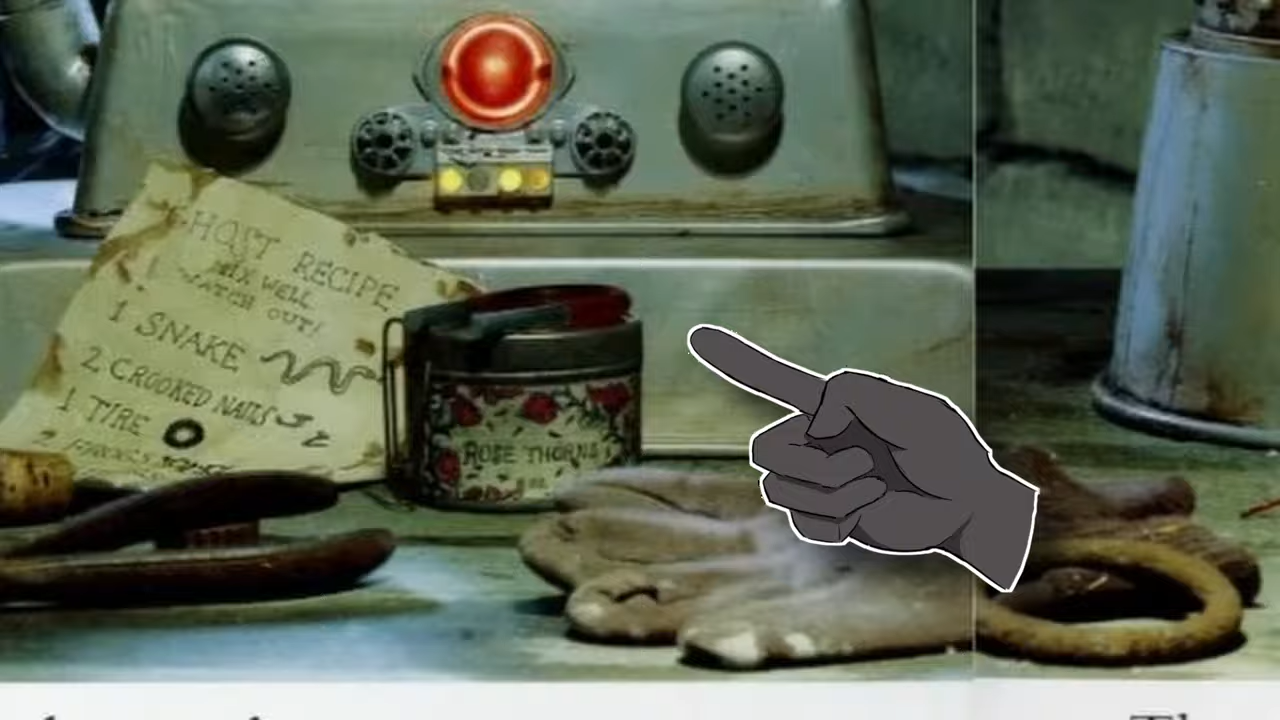 GHOST RECIPE
MIX WELL
WATCH OUT!
1 SNAKE
2 CROOKED NAILS
1 TIRE
ROSE THORNS